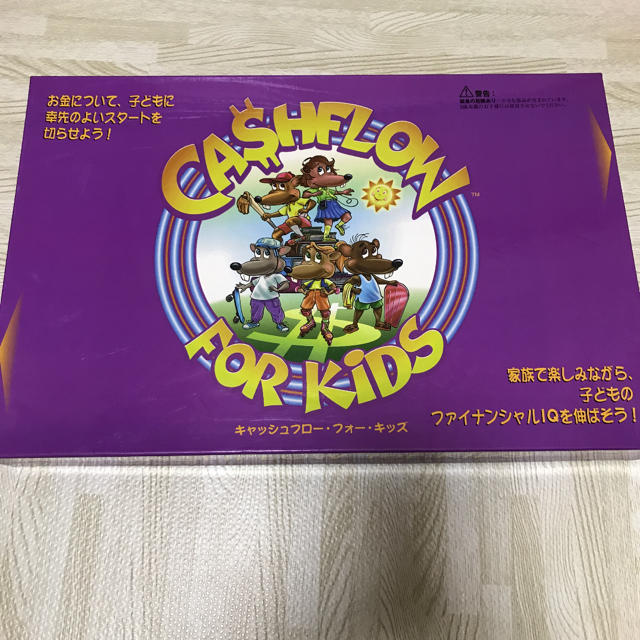 お金について、子どもに
幸先のよいスタートを
切らせよう!
警告:
CA$HFLOW
TM
FOR KiDS
キャッシュフロー・フォー・キッズ
家族で楽しみながら、
子どもの
ファイナンシャルIQを伸ばそう!